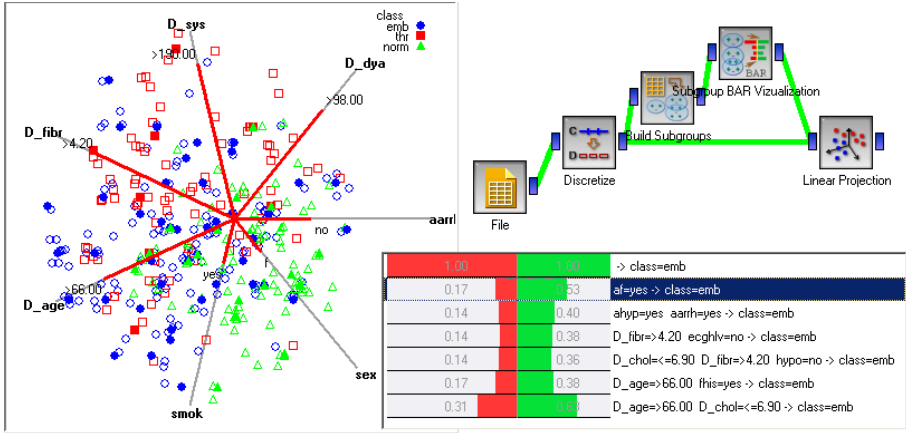 class
emb
thr
norm
D_sys
>190.00
D_dya
>98.00
D_fibr
>4.20
aarrh
no
yes
>66.00
D_age
sex
smok
Subgroup BAR Vizualization
BAR
Build Subgroups
C
D
Discretize
Linear Projection
File
1.00 1.00 -> class=emb
0.17 0.53 af=yes -> class=emb
0.14 0.40 ahyp=yes aarrh=yes -> class=emb
0.14 0.38 D_fibr=>4.20 ecghlv=no -> class=emb
0.14 0.36 D_chol=<=6.90 D_fibr=>4.20 hypo=no -> class=emb
0.17 0.38 D_age=>66.00 fhis=yes -> class=emb
0.31 0.63 D_age=>66.00 D_chol=<=6.90 -> class=emb